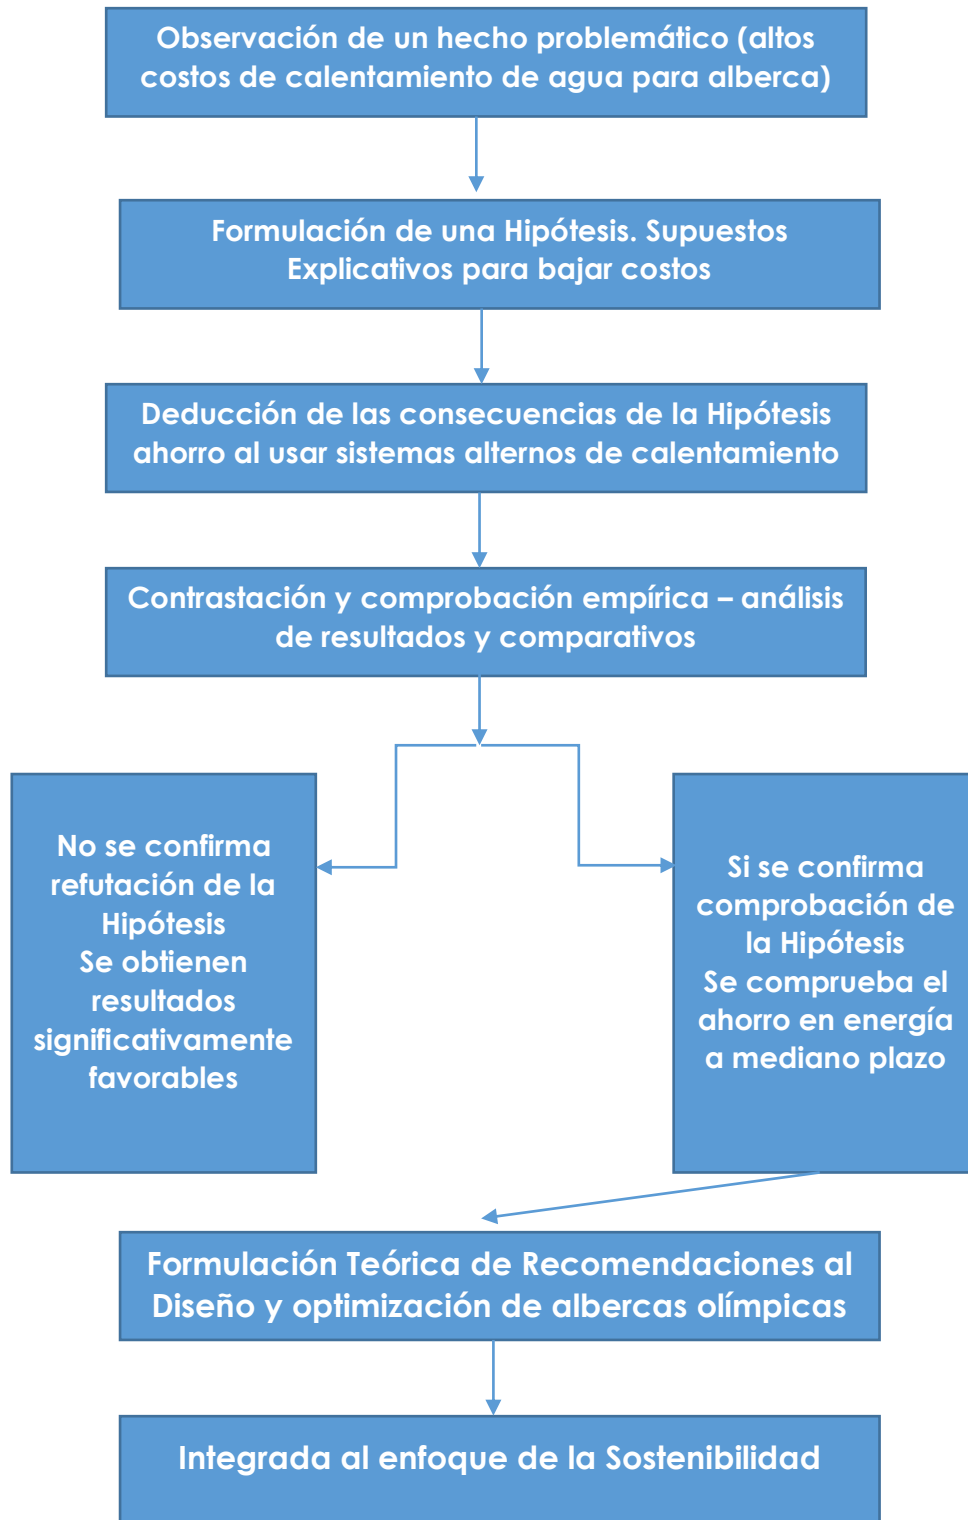 Observación de un hecho problemático (altos
costos de calentamiento de agua para alberca)
Formulación de una Hipótesis. Supuestos
Explicativos para bajar costos
Deducción de las consecuencias de la Hipótesis
ahorro al usar sistemas alternos de calentamiento
Contrastación y comprobación empírica – análisis
de resultados y comparativos
No se confirma
refutación de la
Hipótesis
Se obtienen
resultados
significativamente
favorables
Si se confirma
comprobación de
la Hipótesis
Se comprueba el
ahorro en energía
a mediano plazo
Formulación Teórica de Recomendaciones al
Diseño y optimización de albercas olímpicas
Integrada al enfoque de la Sostenibilidad